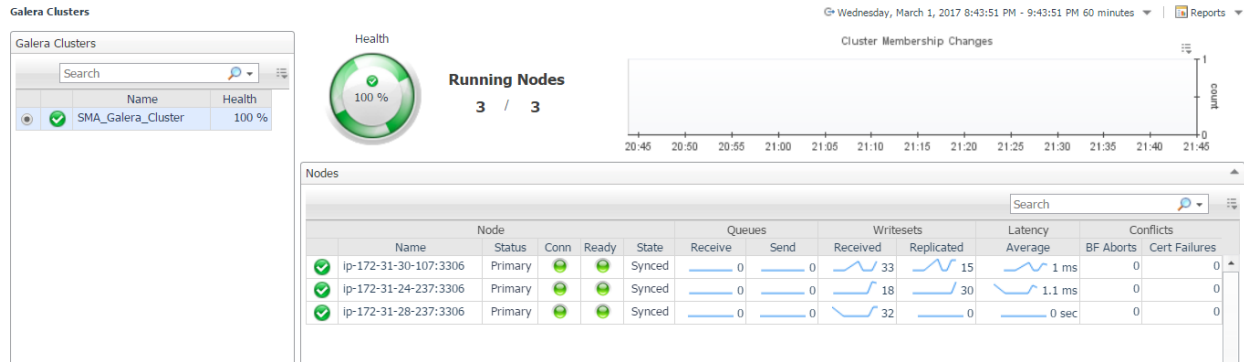 Galera Clusters
Wednesday, March 1, 2017 8:43:51 PM - 9:43:51 PM 60 minutes | Reports
Galera Clusters
Search
Name Health
SMA_Galera_Cluster 100 %
Health
100 %
Running Nodes
3 / 3
Cluster Membership Changes
1
count
0
20:45 20:50 20:55 21:00 21:05 21:10 21:15 21:20 21:25 21:30 21:35 21:40 21:45
Nodes
Search
Node Queues Writesets Latency Conflicts
Name Status Conn Ready State Receive Send Received Replicated Average BF Aborts Cert Failures
ip-172-31-30-107:3306 Primary Synced 0 0 33 15 1 ms 0 0
ip-172-31-24-237:3306 Primary Synced 0 0 18 30 1.1 ms 0 0
ip-172-31-28-237:3306 Primary Synced 0 0 32 0 0 sec 0 0